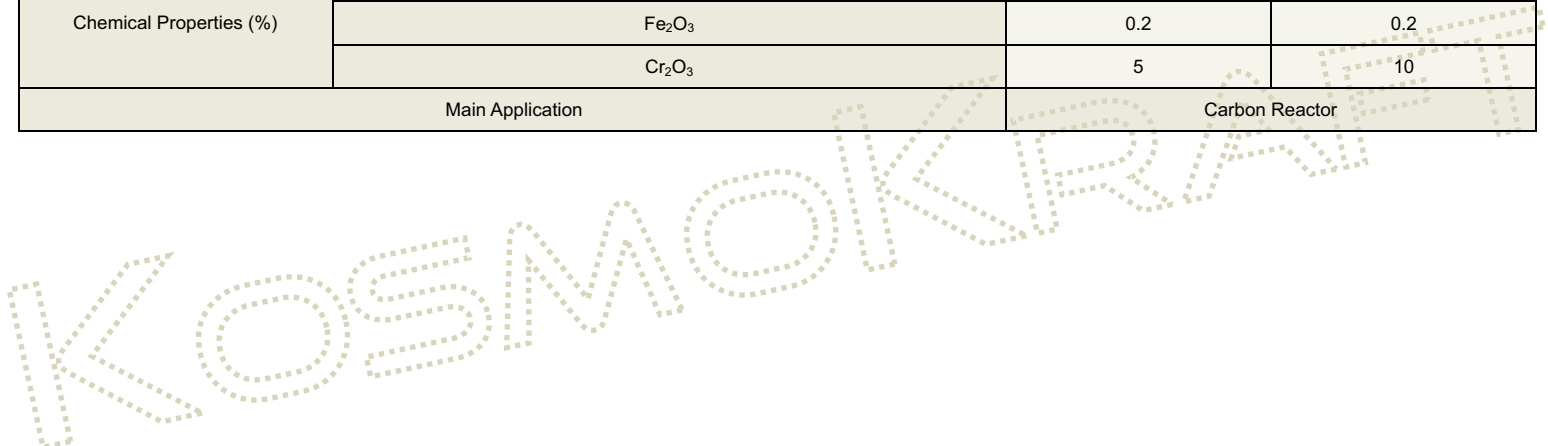 Chemical Properties (%) Fe₂O₃ 0.2 0.2
Cr₂O₃ 5 10
Main Application Carbon Reactor
KOSMOKRAFT